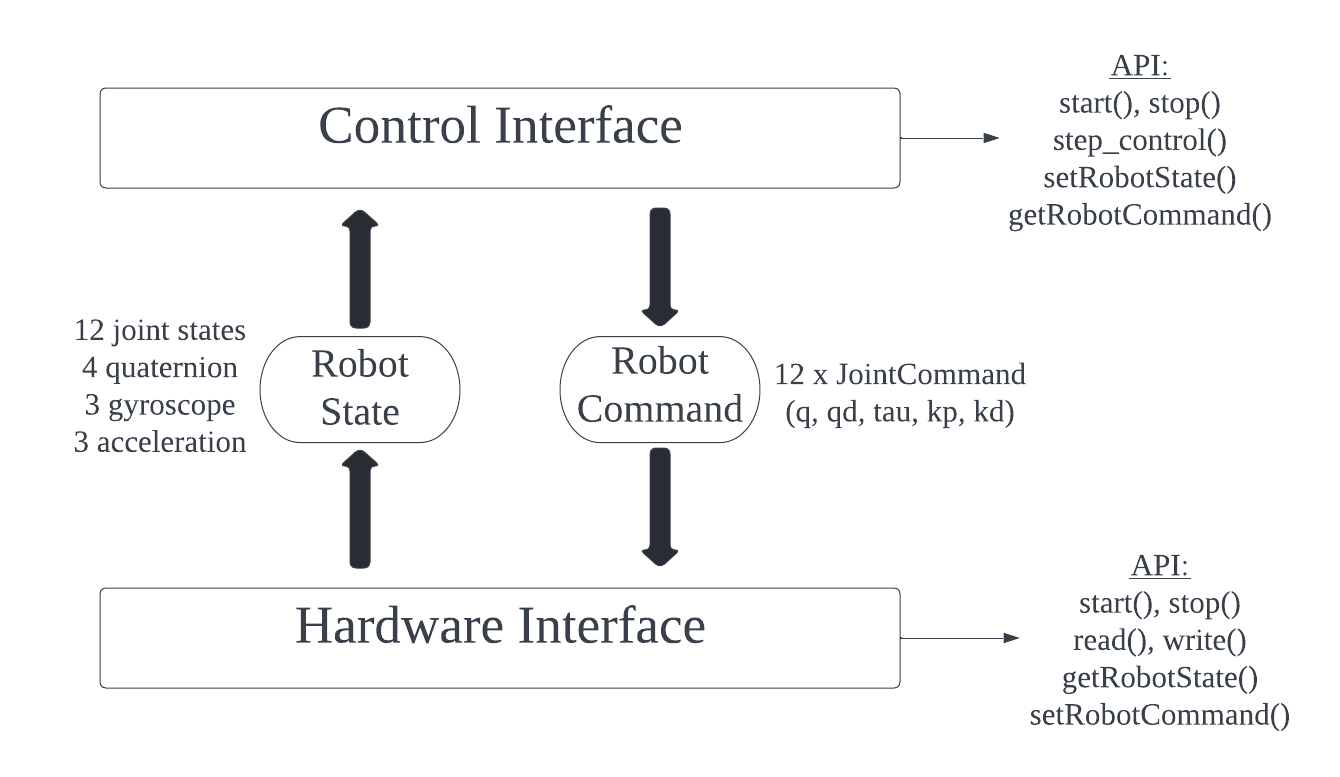 Control Interface
API:
start(), stop()
step_control()
setRobotState()
getRobotCommand()
12 joint states
4 quaternion
3 gyroscope
3 acceleration
Robot
State
Robot
Command
12 x JointCommand
(q, qd, tau, kp, kd)
Hardware Interface
API:
start(), stop()
read(), write()
getRobotState()
setRobotCommand()